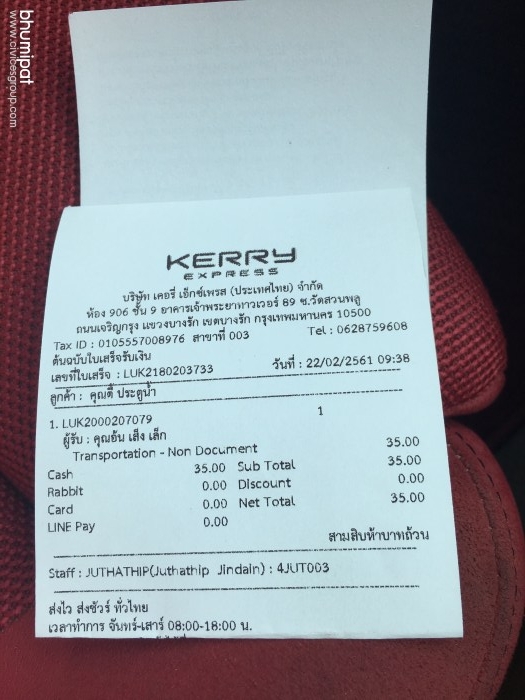 bhumipat
www.civicesgroup.com
KERRY
EXPRESS
บริษัท เคอรี่ เอ็กซ์เพรส (ประเทศไทย) จำกัด
ห้อง 906 ชั้น 9 อาคารเจ้าพระยาทาวเวอร์ 89 ซ.วัดสวนพลู
ถนนเจริญกรุง แขวงบางรัก เขตบางรัก กรุงเทพมหานคร 10500
Tax ID : 0105557008976 สาขาที่ 003 Tel : 0628759608
ต้นฉบับใบเสร็จรับเงิน
เลขที่ใบเสร็จ : LUK2180203733 วันที่ : 22/02/2561 09:38
ลูกค้า : คุณตี๋ ประตูน้ำ
1. LUK2000207079 1
ผู้รับ : คุณอ้น เส็ง เล็ก
Transportation - Non Document 35.00
Cash 35.00 Sub Total 35.00
Rabbit 0.00 Discount 0.00
Card 0.00 Net Total 35.00
LINE Pay 0.00
สามสิบห้าบาทถ้วน
Staff : JUTHATHIP(Juthathip Jindain) : 4JUT003
ส่งไว ส่งชัวร์ ทั่วไทย
เวลาทำการ จันทร์-เสาร์ 08:00-18:00 น.